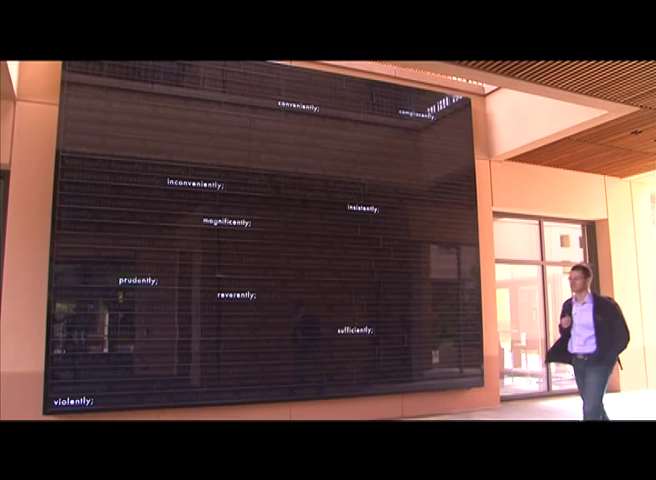 conveniently;
complacently;
inconveniently;
insistently;
magnificently;
prudently;
reverently;
sufficiently;
violently;